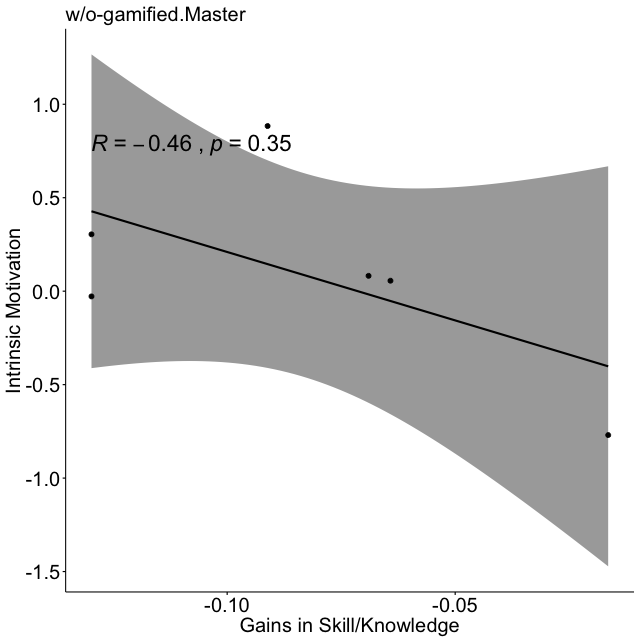 w/o-gamified.Master
R = −0.46 , p = 0.35
Intrinsic Motivation
1.0
0.5
0.0
-0.5
-1.0
-1.5
-0.10
-0.05
Gains in Skill/Knowledge